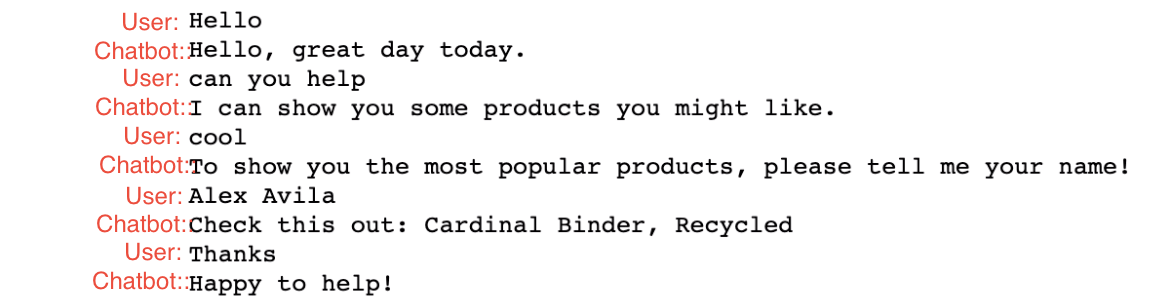 User: Hello
Chatbot::Hello, great day today.
User: can you help
Chatbot::I can show you some products you might like.
User: cool
Chatbot:To show you the most popular products, please tell me your name!
User: Alex Avila
Chatbot:Check this out: Cardinal Binder, Recycled
User: Thanks
Chatbot::Happy to help!